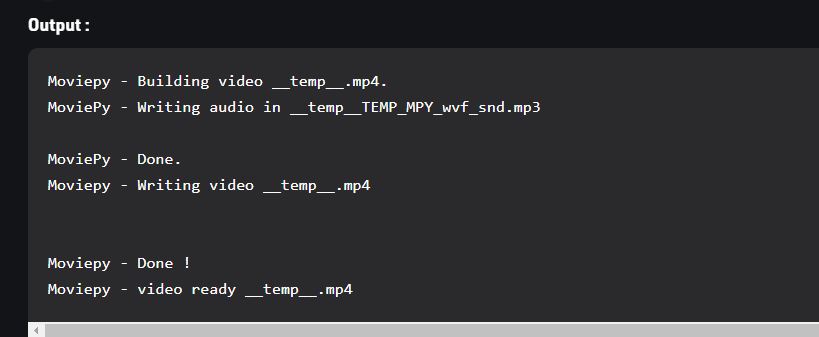 Output :
Moviepy - Building video __temp__.mp4.
MoviePy - Writing audio in __temp__TEMP_MPY_wvf_snd.mp3
MoviePy - Done.
Moviepy - Writing video __temp__.mp4
Moviepy - Done !
Moviepy - video ready __temp__.mp4